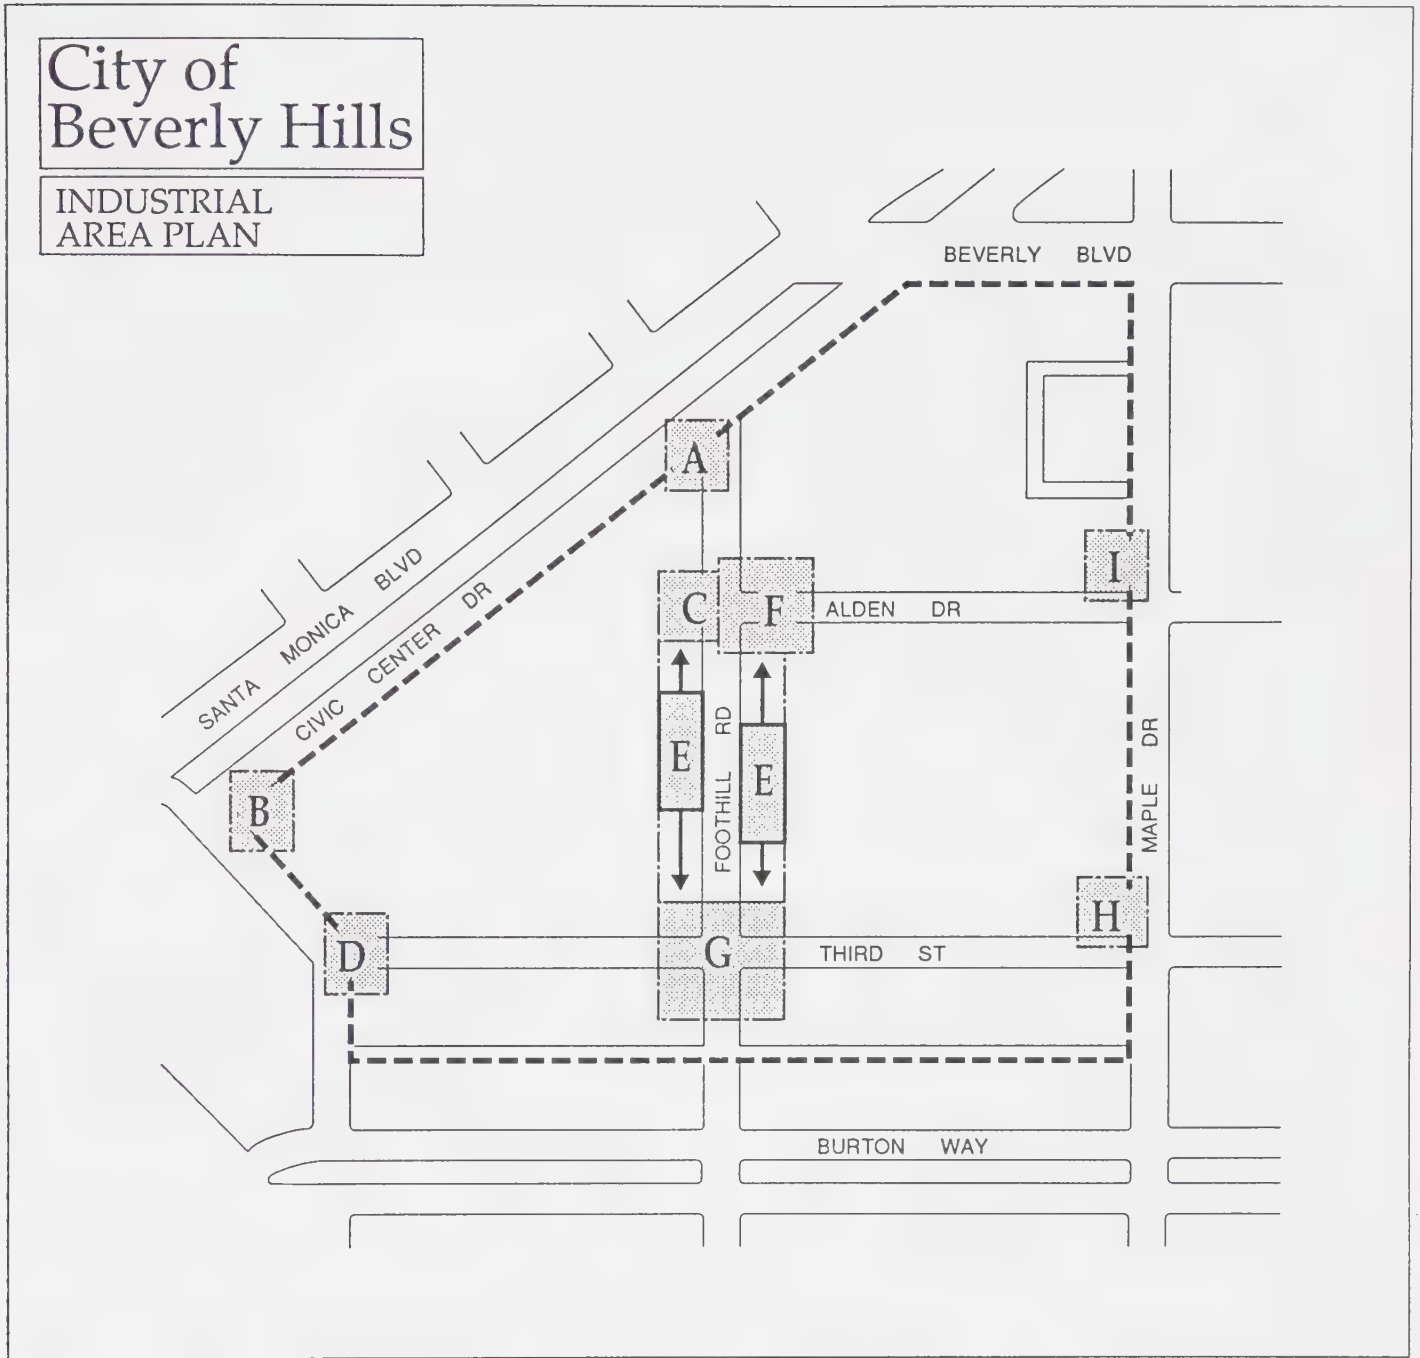 City of
Beverly Hills
INDUSTRIAL
AREA PLAN
BEVERLY BLVD
A
I
SANTA MONICA BLVD
CIVIC CENTER DR
C
F
ALDEN DR
B
E
E
FOOTHILL RD
MAPLE DR
D
G
THIRD ST
H
BURTON WAY